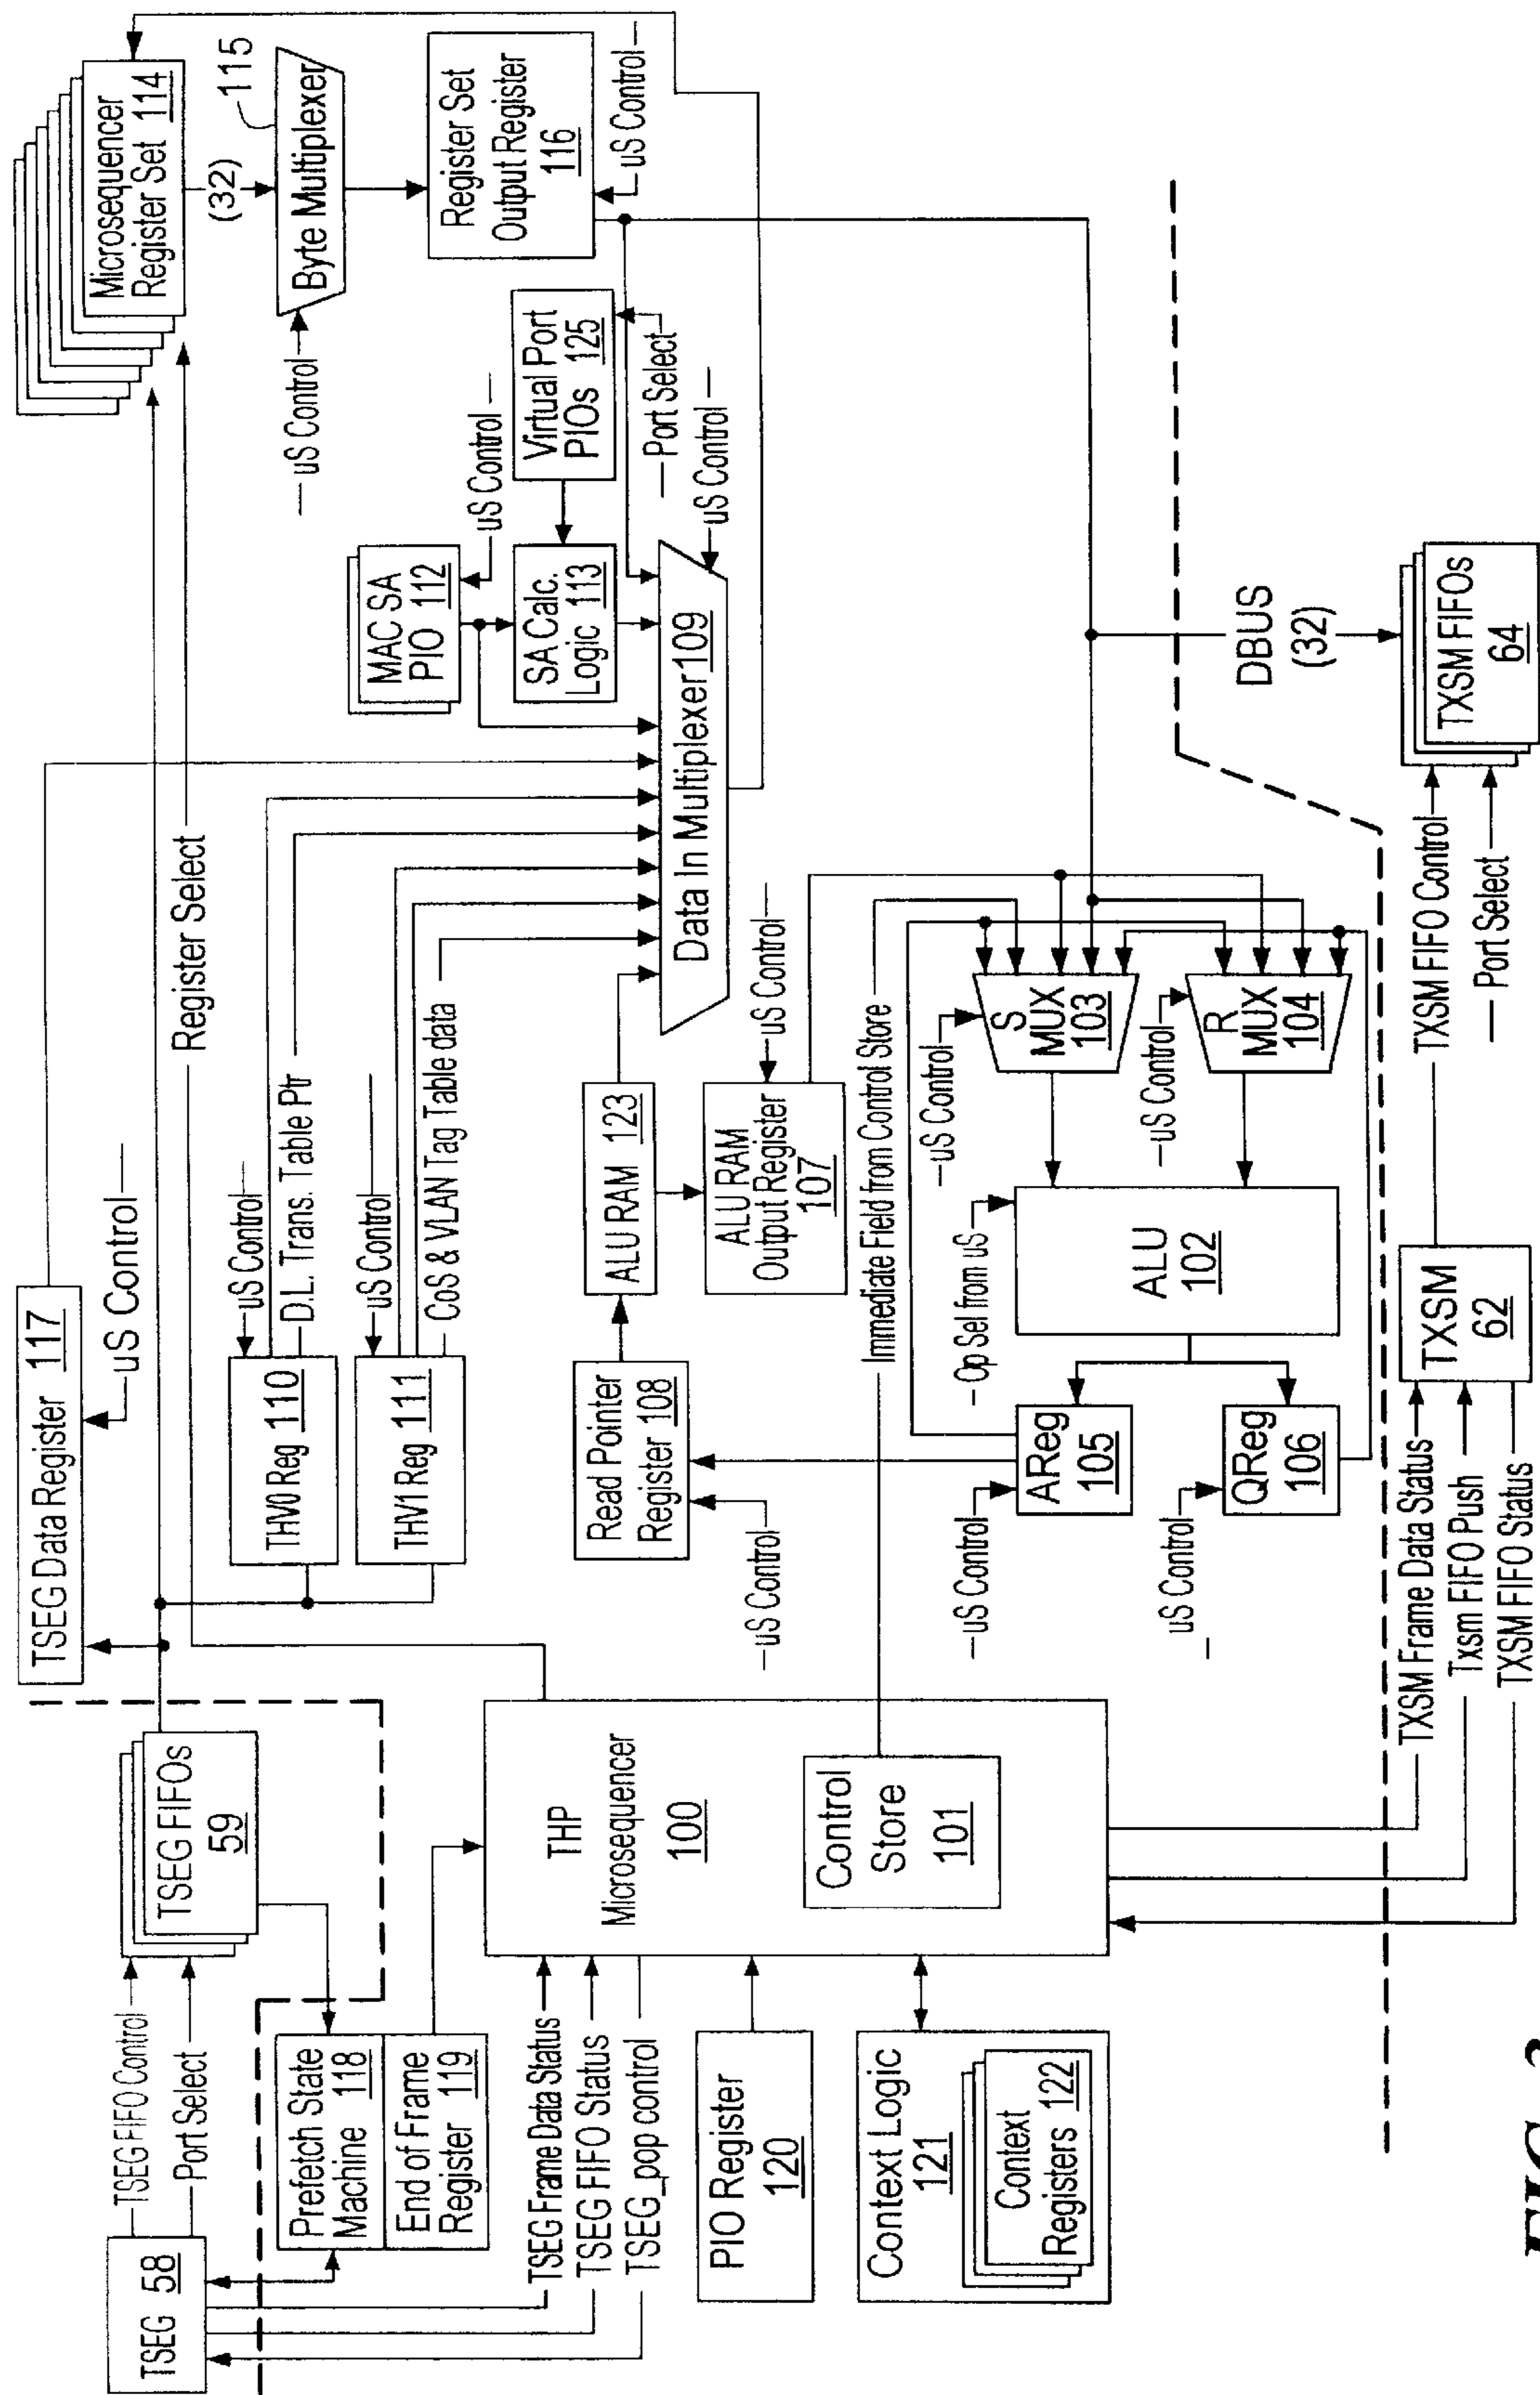 TSEG 58
TSEG FIFO Control
Port Select
TSEG FIFOs
59
Prefetch State
Machine 118
End of Frame
Register 119
TSEG Frame Data Status
TSEG FIFO Status
TSEG_pop control
PIO Register
120
Context Logic
121
Context
Registers 122
THP
Microsequencer
100
Control
Store
101
TSEG Data Register 117
uS Control
Register Select
THV0 Reg 110
uS Control
D.L. Trans. Table Ptr
THV1 Reg 111
uS Control
CoS & VLAN Tag Table data
Read Pointer
Register 108
uS Control
ALU RAM 123
ALU RAM
Output Register
107
uS Control
Immediate Field from Control Store
AReg
105
uS Control
QReg
106
uS Control
Op Sel from uS
ALU
102
uS Control
S
MUX
103
uS Control
R
MUX
104
Data In Multiplexer 109
uS Control
MAC SA
PIO 112
uS Control
SA Calc.
Logic 113
Virtual Port
PIOs 125
Port Select
Microsequencer
Register Set 114
(32)
115
Byte Multiplexer
uS Control
Register Set
Output Register
116
uS Control
TXSM Frame Data Status
Txsm FIFO Push
TXSM FIFO Status
TXSM
62
TXSM FIFO Control
Port Select
DBUS
(32)
TXSM FIFOs
64